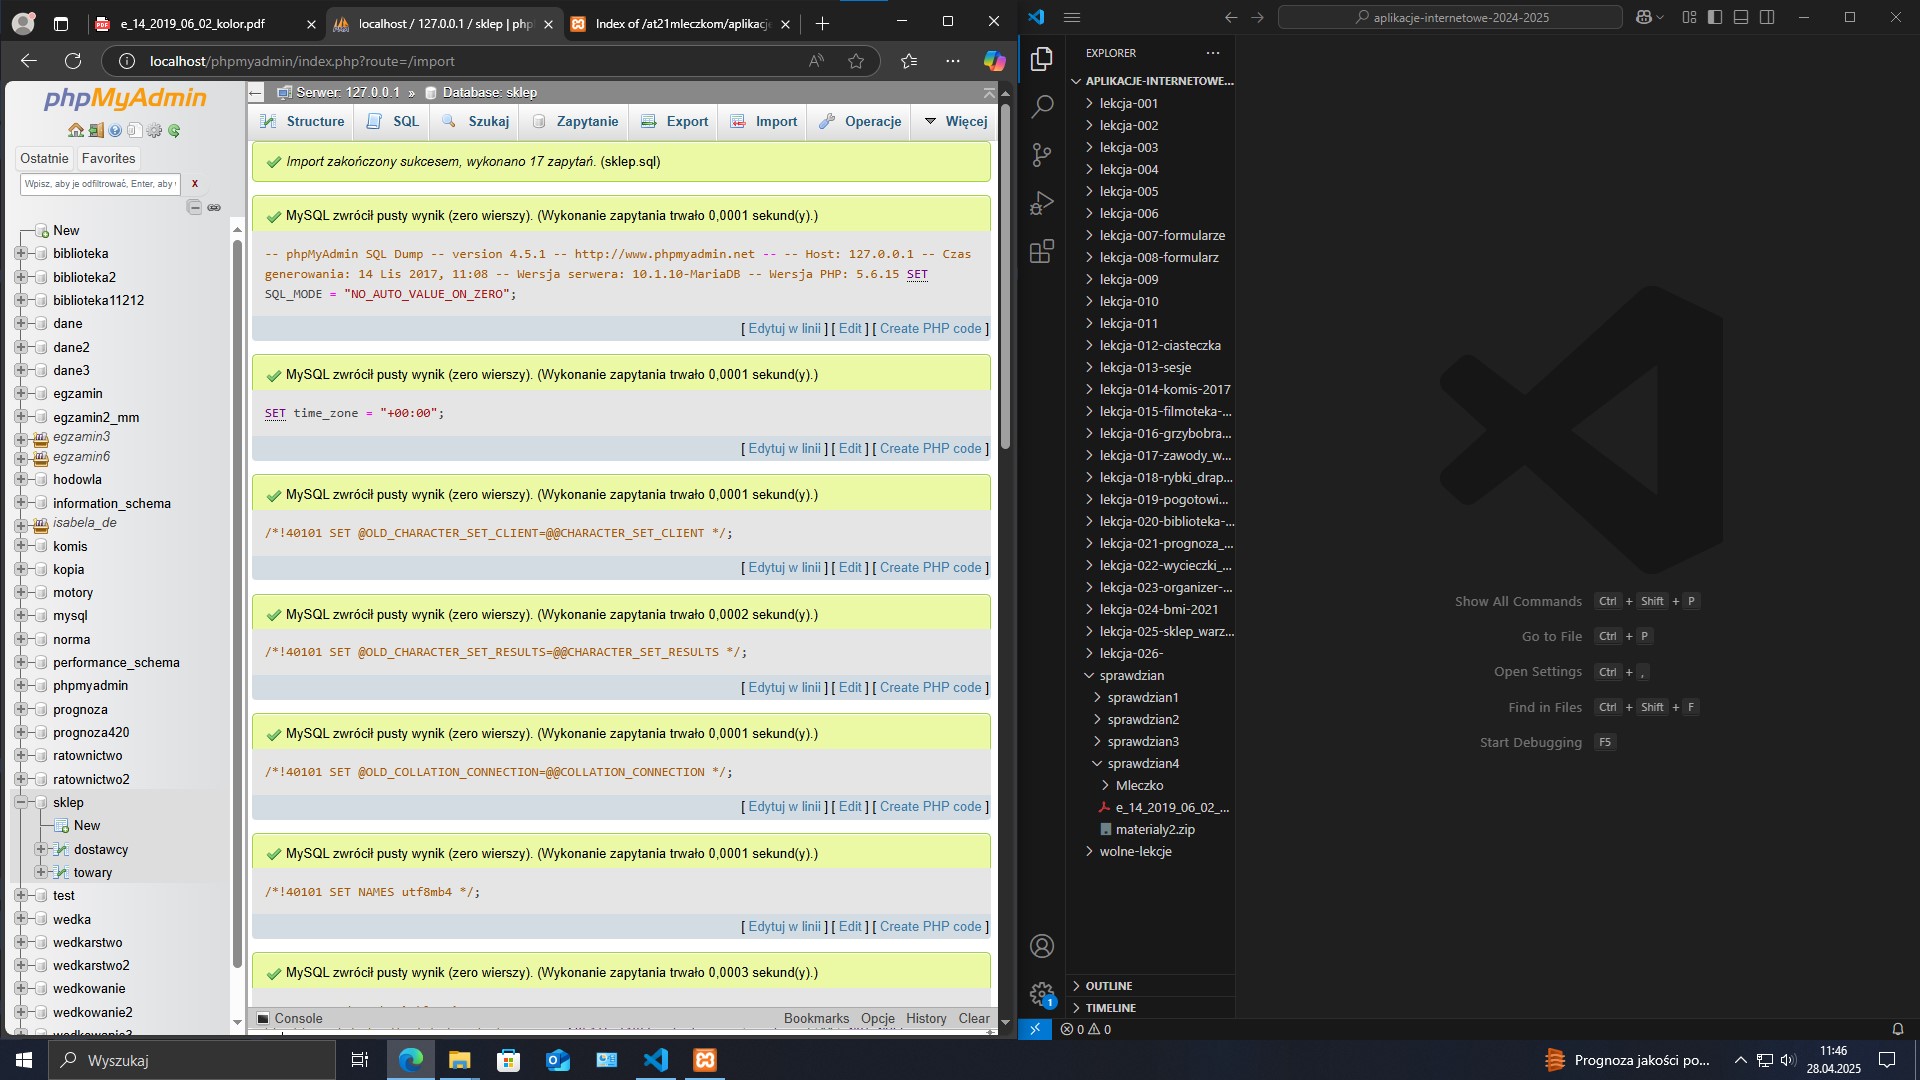 e_14_2019_06_02_kolor.pdf
localhost / 127.0.0.1 / sklep | php
Index of /at21mleczkom/aplikacje
localhost/phpmyadmin/index.php?route=/import
phpMyAdmin
Ostatnie
Favorites
Wpisz, aby je odfiltrować, Enter, aby
X
New
biblioteka
biblioteka2
biblioteka11212
dane
dane2
dane3
egzamin
egzamin2_mm
egzamin3
egzamin6
hodowla
information_schema
isabela_de
komis
kopia
motory
mysql
norma
performance_schema
phpmyadmin
prognoza
prognoza420
ratownictwo
ratownictwo2
sklep
New
dostawcy
towary
test
wedka
wedkarstwo
wedkarstwo2
wedkowanie
wedkowanie2
wedkowanie3
Serwer: 127.0.0.1 » Database: sklep
Structure
SQL
Szukaj
Zapytanie
Export
Import
Operacje
Więcej
Import zakończony sukcesem, wykonano 17 zapytań. (sklep.sql)
MySQL zwrócił pusty wynik (zero wierszy). (Wykonanie zapytania trwało 0,0001 sekund(y).)
-- phpMyAdmin SQL Dump -- version 4.5.1 -- http://www.phpmyadmin.net -- -- Host: 127.0.0.1 -- Czas
generowania: 14 Lis 2017, 11:08 -- Wersja serwera: 10.1.10-MariaDB -- Wersja PHP: 5.6.15 SET
SQL_MODE = "NO_AUTO_VALUE_ON_ZERO";
[ Edytuj w linii ] [ Edit ] [ Create PHP code ]
MySQL zwrócił pusty wynik (zero wierszy). (Wykonanie zapytania trwało 0,0001 sekund(y).)
SET time_zone = "+00:00";
[ Edytuj w linii ] [ Edit ] [ Create PHP code ]
MySQL zwrócił pusty wynik (zero wierszy). (Wykonanie zapytania trwało 0,0001 sekund(y).)
/*!40101 SET @OLD_CHARACTER_SET_CLIENT=@@CHARACTER_SET_CLIENT */;
[ Edytuj w linii ] [ Edit ] [ Create PHP code ]
MySQL zwrócił pusty wynik (zero wierszy). (Wykonanie zapytania trwało 0,0002 sekund(y).)
/*!40101 SET @OLD_CHARACTER_SET_RESULTS=@@CHARACTER_SET_RESULTS */;
[ Edytuj w linii ] [ Edit ] [ Create PHP code ]
MySQL zwrócił pusty wynik (zero wierszy). (Wykonanie zapytania trwało 0,0001 sekund(y).)
/*!40101 SET @OLD_COLLATION_CONNECTION=@@COLLATION_CONNECTION */;
[ Edytuj w linii ] [ Edit ] [ Create PHP code ]
MySQL zwrócił pusty wynik (zero wierszy). (Wykonanie zapytania trwało 0,0001 sekund(y).)
/*!40101 SET NAMES utf8mb4 */;
[ Edytuj w linii ] [ Edit ] [ Create PHP code ]
MySQL zwrócił pusty wynik (zero wierszy). (Wykonanie zapytania trwało 0,0003 sekund(y).)
Console
Bookmarks
Opcje
History
Clear
aplikacje-internetowe-2024-2025
EXPLORER
APLIKACJE-INTERNETOWE...
lekcja-001
lekcja-002
lekcja-003
lekcja-004
lekcja-005
lekcja-006
lekcja-007-formularze
lekcja-008-formularz
lekcja-009
lekcja-010
lekcja-011
lekcja-012-ciasteczka
lekcja-013-sesje
lekcja-014-komis-2017
lekcja-015-filmoteka-...
lekcja-016-grzybobra...
lekcja-017-zawody_w...
lekcja-018-rybki_drap...
lekcja-019-pogotowi...
lekcja-020-biblioteka-...
lekcja-021-prognoza_...
lekcja-022-wycieczki_...
lekcja-023-organizer-...
lekcja-024-bmi-2021
lekcja-025-sklep_warz...
lekcja-026-
sprawdzian
sprawdzian1
sprawdzian2
sprawdzian3
sprawdzian4
Mleczko
e_14_2019_06_02_...
materialy2.zip
wolne-lekcje
OUTLINE
TIMELINE
Show All Commands Ctrl + Shift + P
Go to File Ctrl + P
Open Settings Ctrl + ,
Find in Files Ctrl + Shift + F
Start Debugging F5
1
0 0
Wyszukaj
Prognoza jakości po...
11:46
28.04.2025